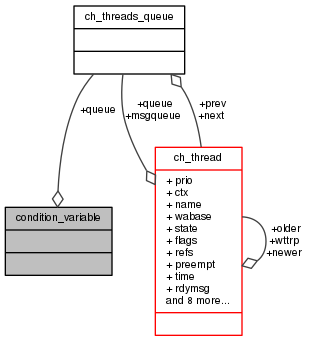 ch_threads_queue
+queue
+queue
+msgqueue
+prev
+next
ch_thread
+ prio
+ ctx
+ name
+ wabase
+ state
+ flags
+ refs
+ preempt
+ time
+ rdymsg
and 8 more...
condition_variable
+older
+wttrp
+newer